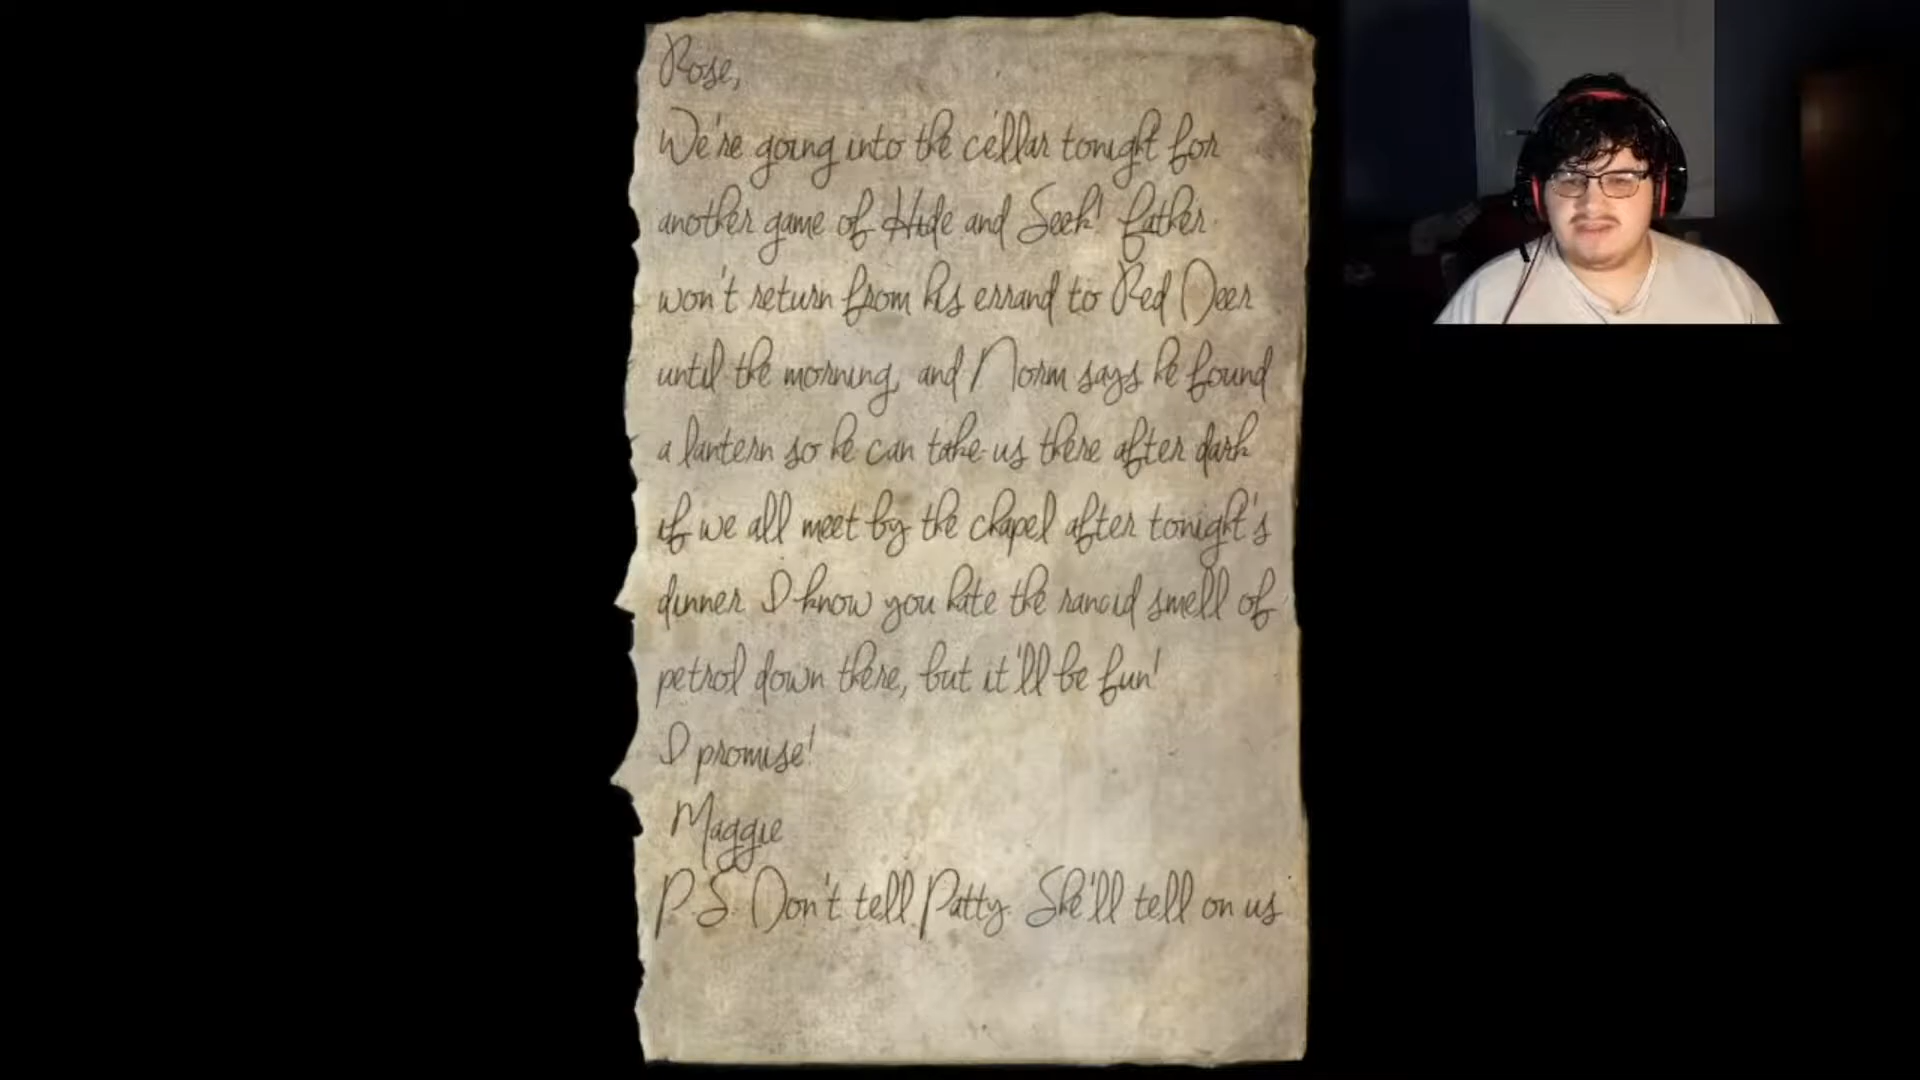 Rose,
We're going into the cellar tonight for
another game of Hide and Seek! Father
won't return from his errand to Red Deer
until the morning, and Norm says he found
a lantern so he can take us there after dark
if we all meet by the chapel after tonight's
dinner. I know you hate the rancid smell of
petrol down there, but it'll be fun!
I promise!
Maggie
P.S. Don't tell Patty. She'll tell on us